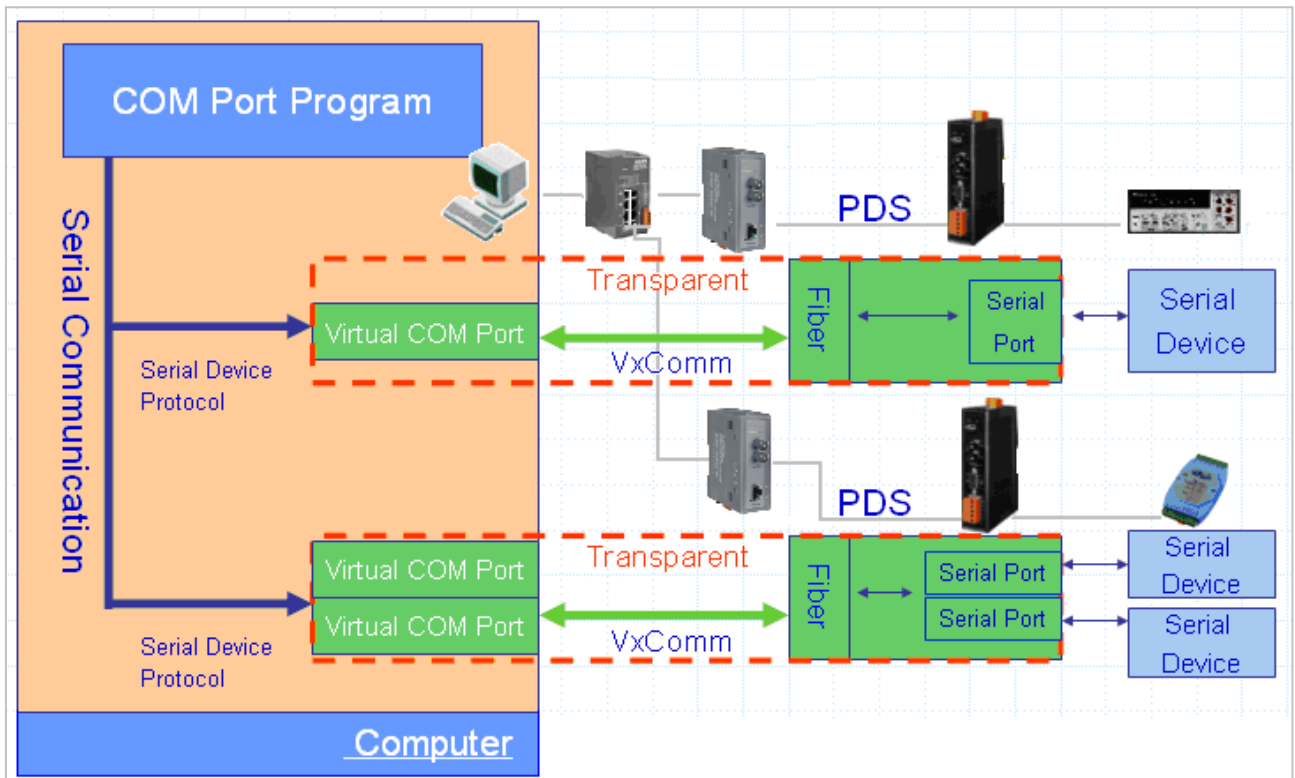 COM Port Program
Serial Communication
PDS
Transparent
Virtual COM Port
VxComm
Fiber
Serial
Port
Serial
Device
Serial Device
Protocol
PDS
Transparent
Virtual COM Port
Virtual COM Port
VxComm
Fiber
Serial Port
Serial Port
Serial
Device
Serial
Device
Serial Device
Protocol
Computer